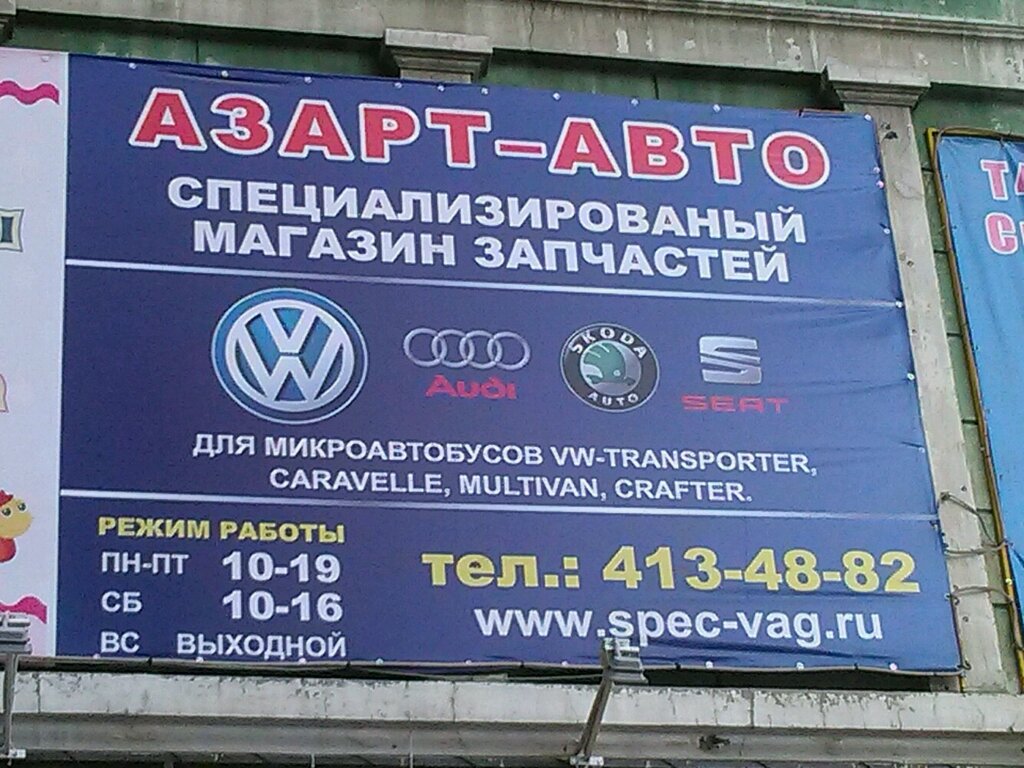 АЗАРТ-АВТО
СПЕЦИАЛИЗИРОВАНЫЙ
МАГАЗИН ЗАПЧАСТЕЙ
ŠKODA
AUTO
Audi
SEAT
ДЛЯ МИКРОАВТОБУСОВ VW-TRANSPORTER,
CARAVELLE, MULTIVAN, CRAFTER.
РЕЖИМ РАБОТЫ
ПН-ПТ 10-19
СБ 10-16
ВС ВЫХОДНОЙ
тел.: 413-48-82
www.spec-vag.ru